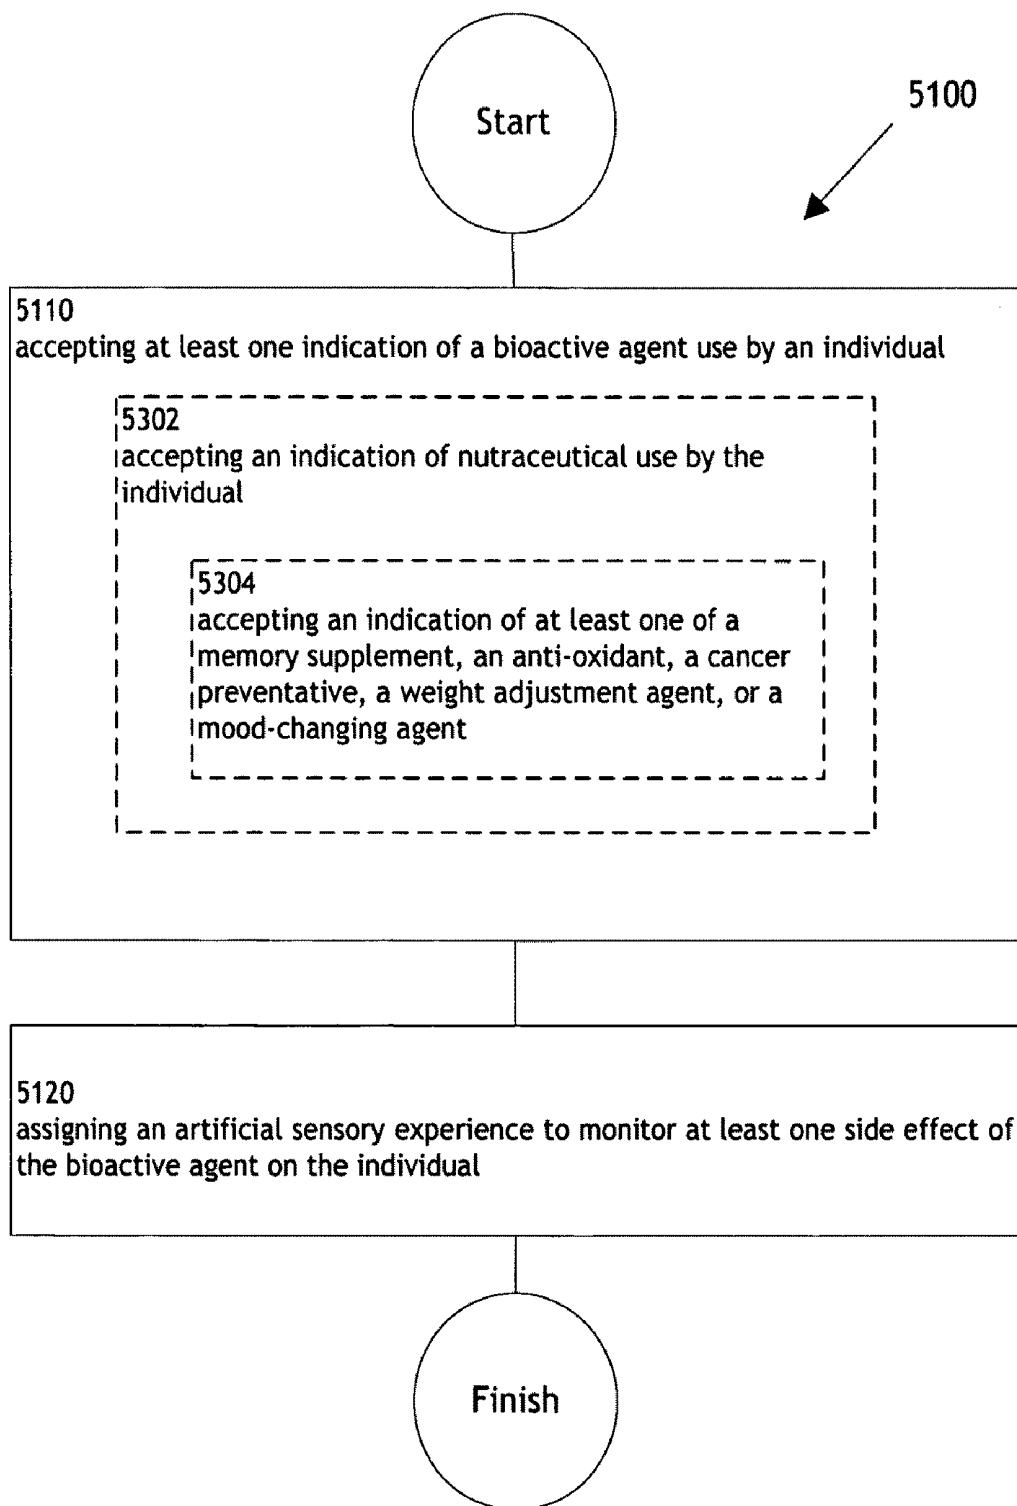 Start
5100
5110
accepting at least one indication of a bioactive agent use by an individual
5302
accepting an indication of nutraceutical use by the
individual
5304
accepting an indication of at least one of a
memory supplement, an anti-oxidant, a cancer
preventative, a weight adjustment agent, or a
mood-changing agent
5120
assigning an artificial sensory experience to monitor at least one side effect of
the bioactive agent on the individual
Finish